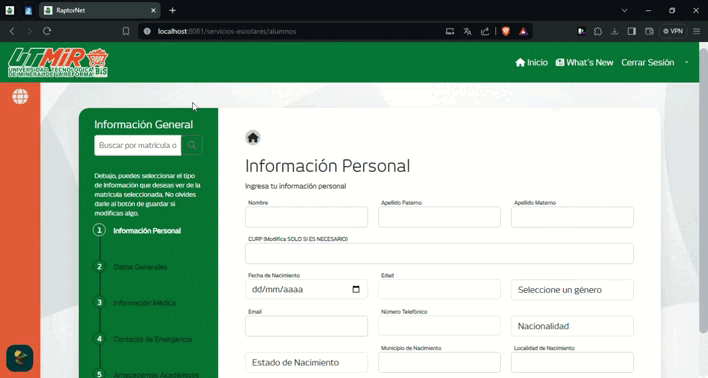 RaptorNet
localhost:8081/servicios-escolares/alumnos
VPN
UTMiR
UNIVERSIDAD TECNOLÓGICA
DE MINERAL DE LA REFORMA
BIS
Inicio
What's New
Cerrar Sesión
Información General
Buscar por matrícula o
Debajo, puedes seleccionar el tipo
de información que deseas ver de la
matrícula seleccionada. No olvides
darle al botón de guardar si
modificas algo.
1 Información Personal
2 Datos Generales
3 Información Médica
4 Contacto de Emergencia
5 Antecedentes Académicos
Información Personal
Ingresa tu información personal
Nombre
Apellido Paterno
Apellido Materno
CURP (Modifica SOLO SI ES NECESARIO)
Fecha de Nacimiento
Edad
dd/mm/aaaa
Seleccione un género
Email
Número Telefónico
Nacionalidad
Municipio de Nacimiento
Localidad de Nacimiento
Estado de Nacimiento